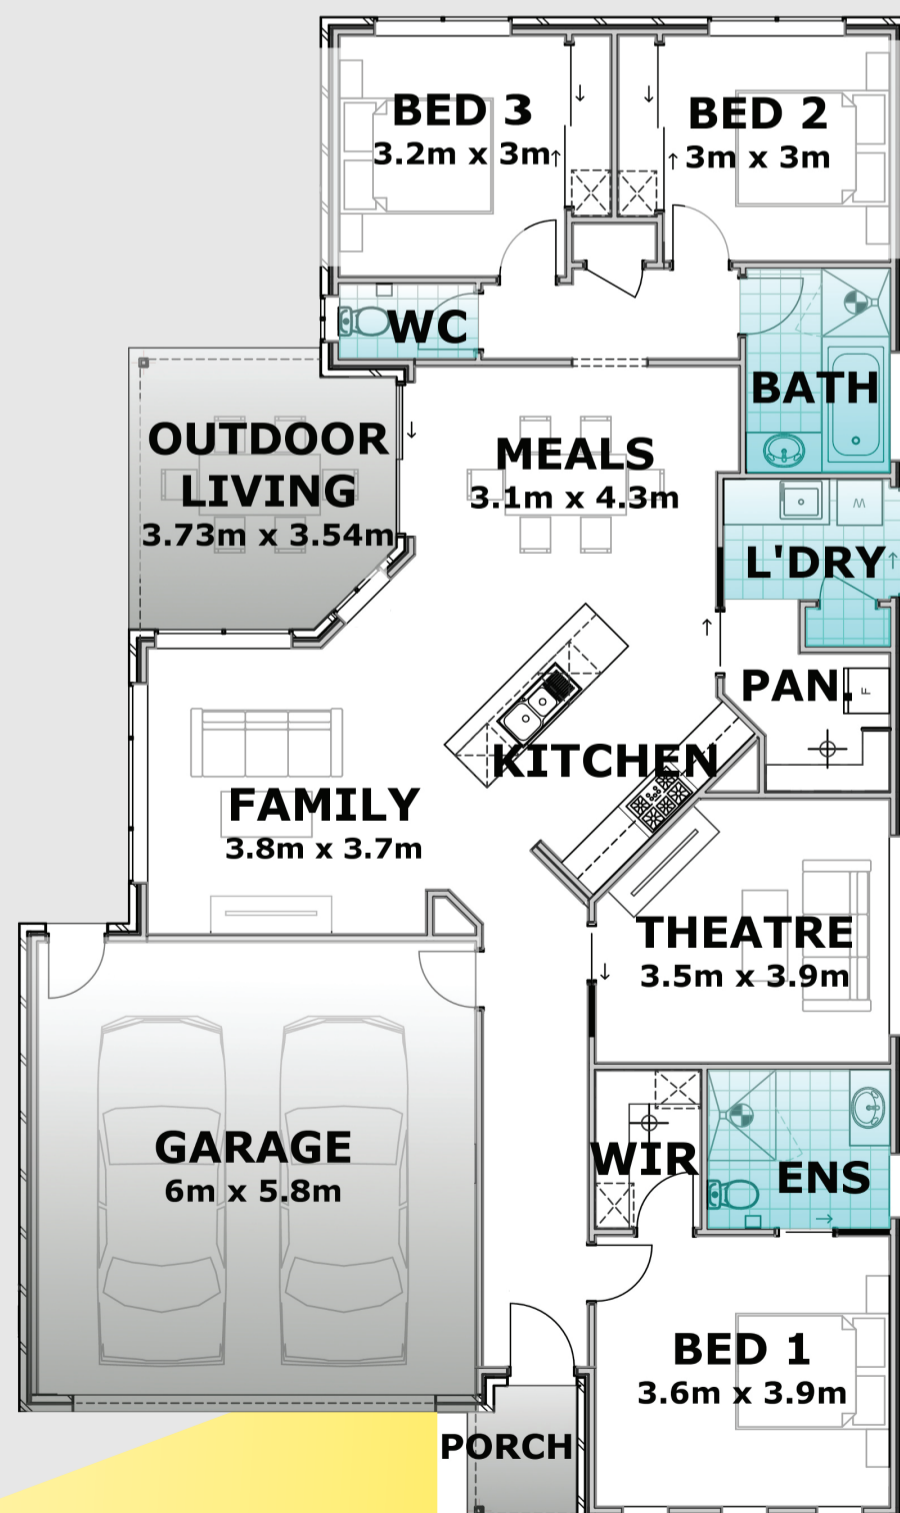 BED 3
3.2m x 3m
BED 2
3m x 3m
WC
BATH
OUTDOOR
LIVING
3.73m x 3.54m
MEALS
3.1m x 4.3m
M
L'DRY
PAN.
F
KITCHEN
FAMILY
3.8m x 3.7m
THEATRE
3.5m x 3.9m
GARAGE
6m x 5.8m
WIR
ENS
BED 1
3.6m x 3.9m
PORCH